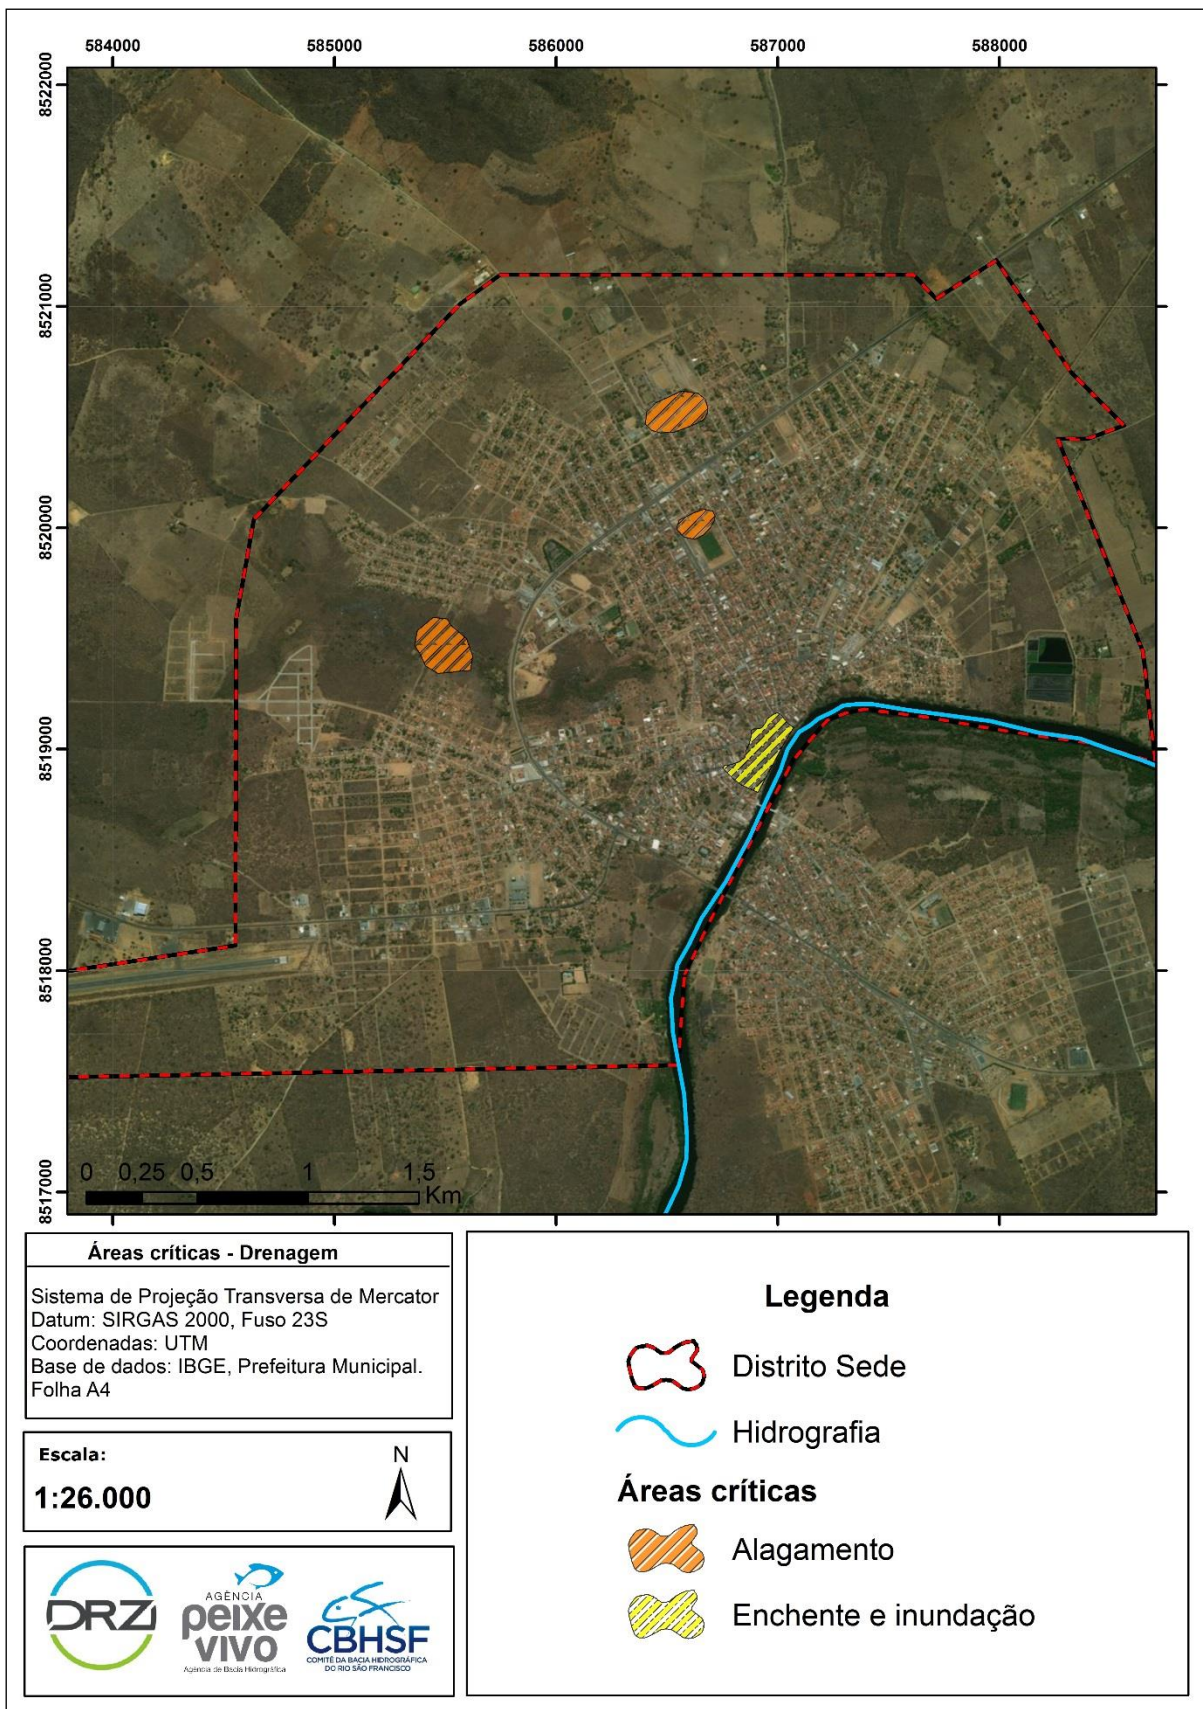 584000 585000 586000 587000 588000
8522000
8521000
8520000
8519000
8518000
8517000
0 0,25 0,5 1 1,5
Km
Áreas críticas - Drenagem
Sistema de Projeção Transversa de Mercator
Datum: SIRGAS 2000, Fuso 23S
Coordenadas: UTM
Base de dados: IBGE, Prefeitura Municipal.
Folha A4
Escala:
1:26.000
N
DRZ
AGÊNCIA
peixe
vivo
Agência de Bacia Hidrográfica
CBHSF
COMITÊ DA BACIA HIDROGRÁFICA
DO RIO SÃO FRANCISCO
Legenda
Distrito Sede
Hidrografia
Áreas críticas
Alagamento
Enchente e inundação